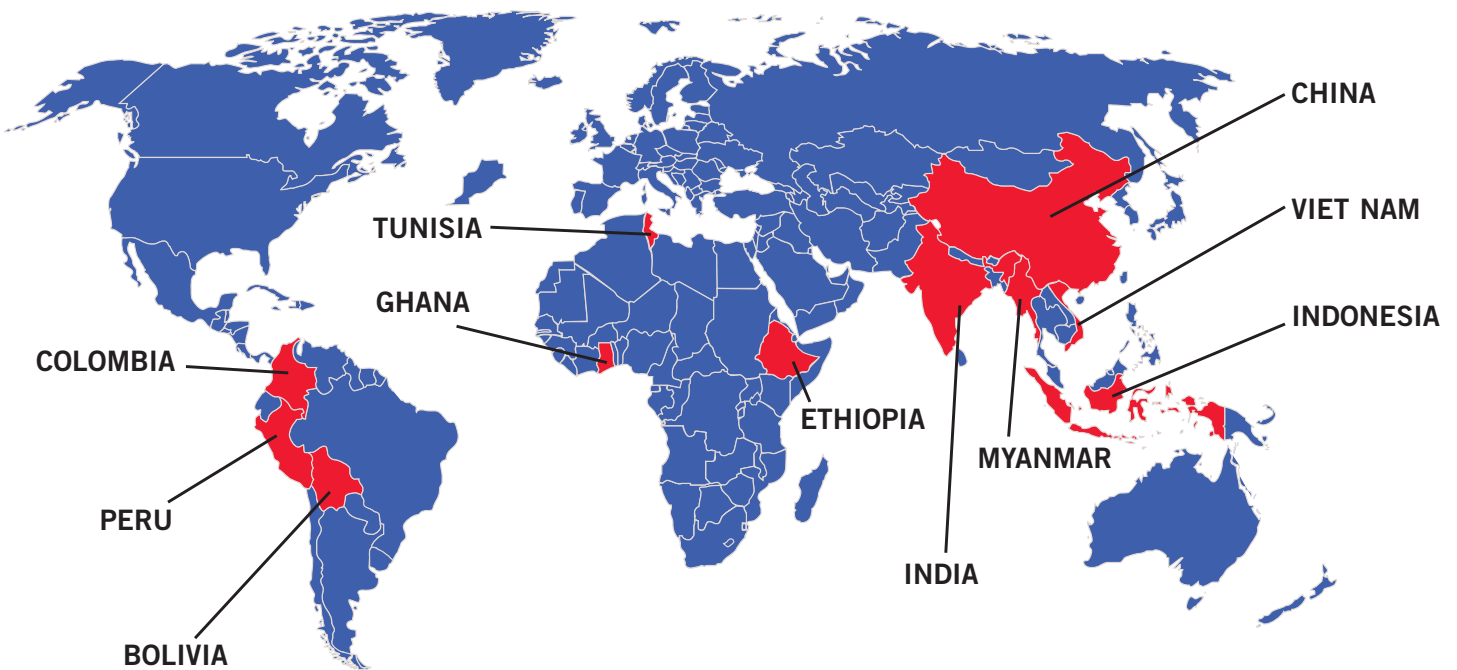 CHINA
VIET NAM
TUNISIA
GHANA
INDONESIA
COLOMBIA
ETHIOPIA
MYANMAR
PERU
INDIA
BOLIVIA